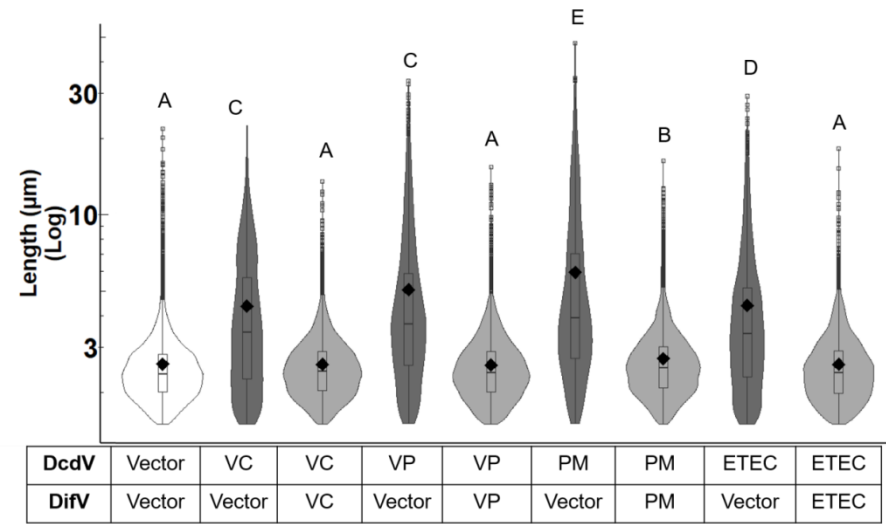 E
C
D
A
C
B
A
A
A
30
10
3
Length (µm)
(Log)
DcdV Vector VC VC VP VP PM PM ETEC ETEC
DifV Vector Vector VC Vector VP Vector PM Vector ETEC